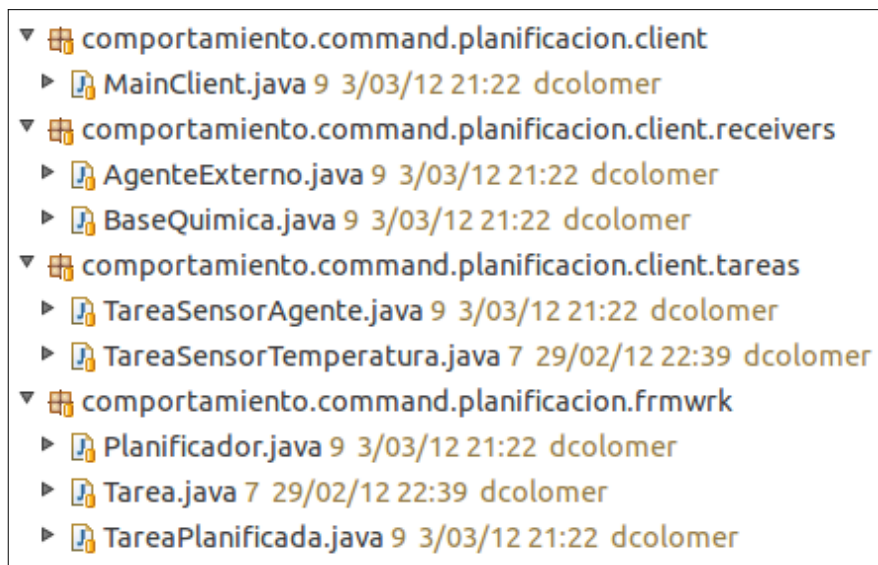 comportamiento.command.planificacion.client
MainClient.java 9 3/03/12 21:22 dcolomer
comportamiento.command.planificacion.client.receivers
AgenteExterno.java 9 3/03/12 21:22 dcolomer
BaseQuimica.java 9 3/03/12 21:22 dcolomer
comportamiento.command.planificacion.client.tareas
TareaSensorAgente.java 9 3/03/12 21:22 dcolomer
TareaSensorTemperatura.java 7 29/02/12 22:39 dcolomer
comportamiento.command.planificacion.frmwrk
Planificador.java 9 3/03/12 21:22 dcolomer
Tarea.java 7 29/02/12 22:39 dcolomer
TareaPlanificada.java 9 3/03/12 21:22 dcolomer